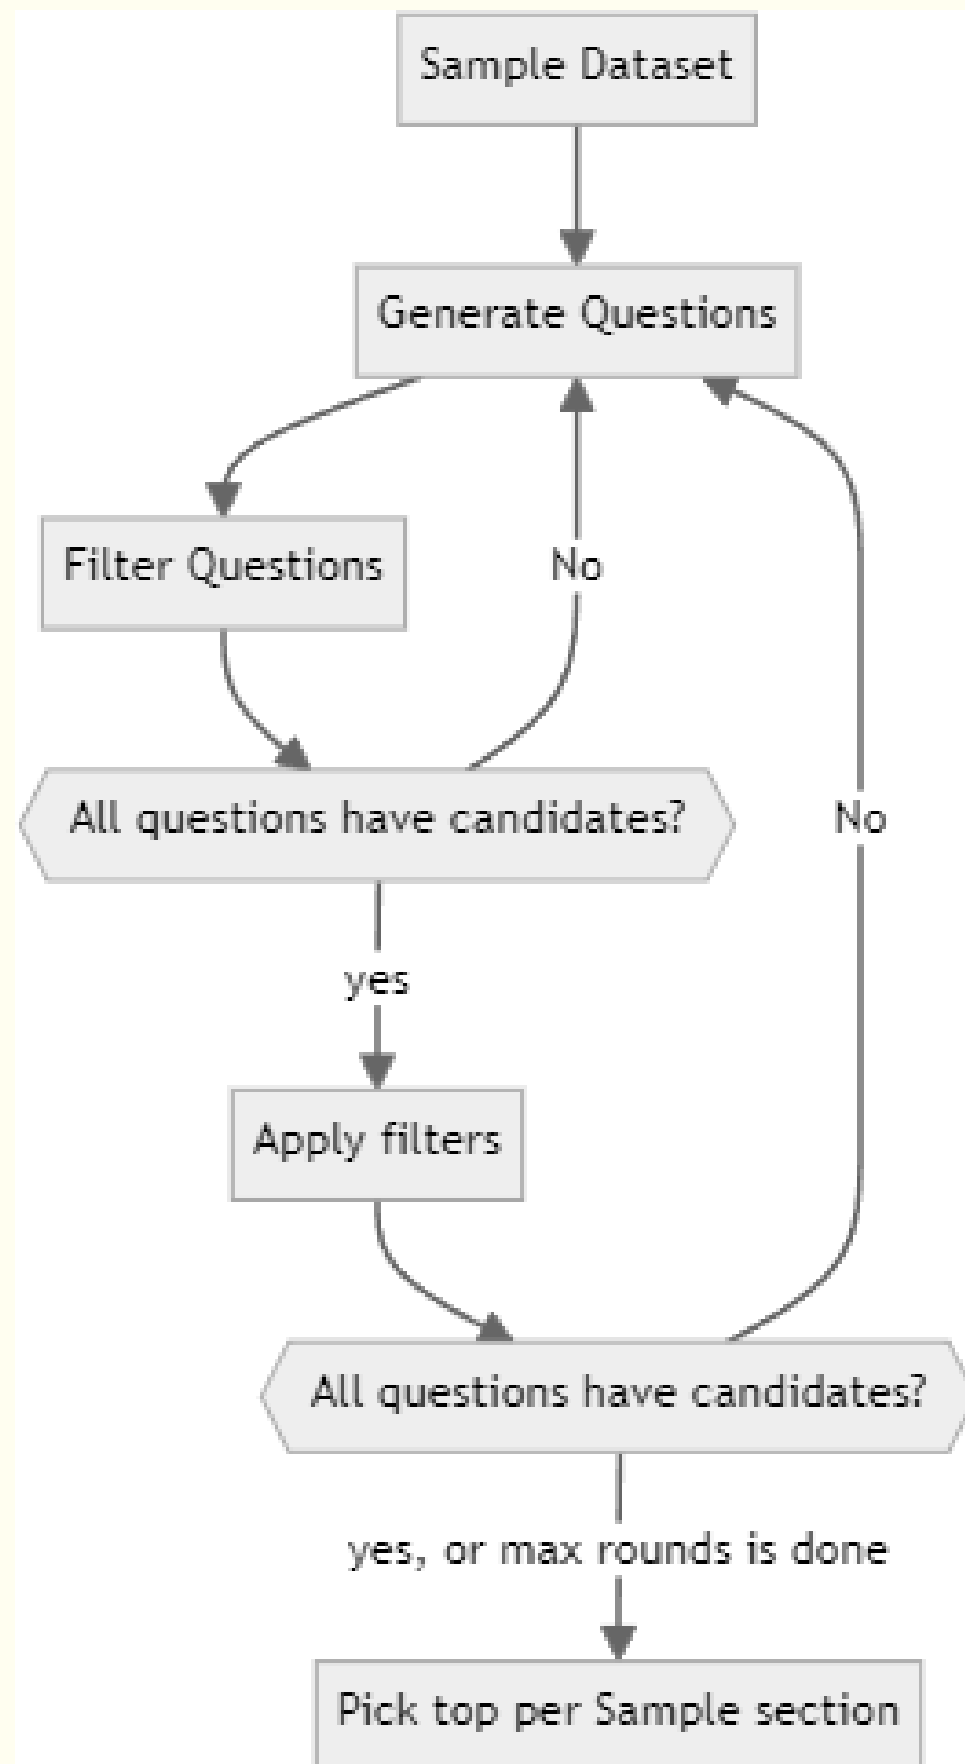 Sample Dataset
Generate Questions
Filter Questions
No
All questions have candidates?
No
yes
Apply filters
All questions have candidates?
yes, or max rounds is done
Pick top per Sample section